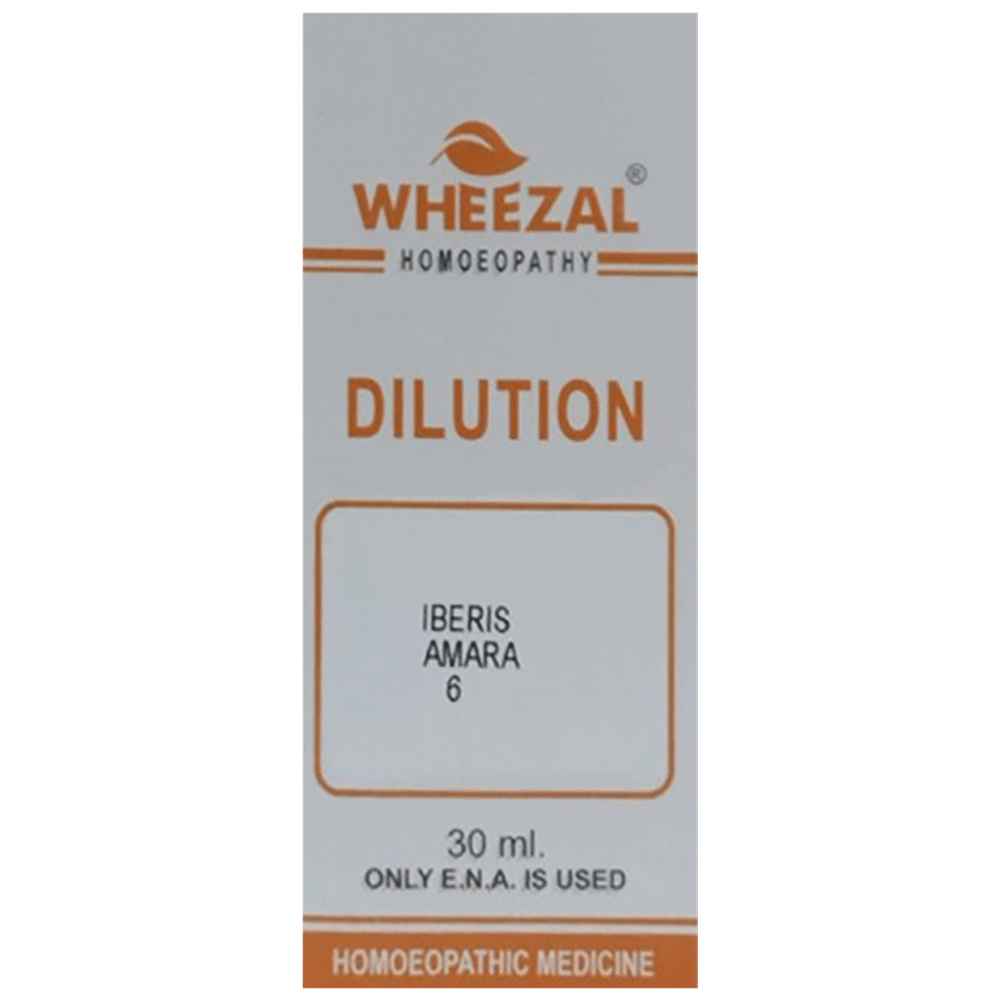 WHEEZAL®
HOMOEOPATHY
DILUTION
IBERIS
AMARA
6
30 ml.
ONLY E.N.A. IS USED
HOMOEOPATHIC MEDICINE